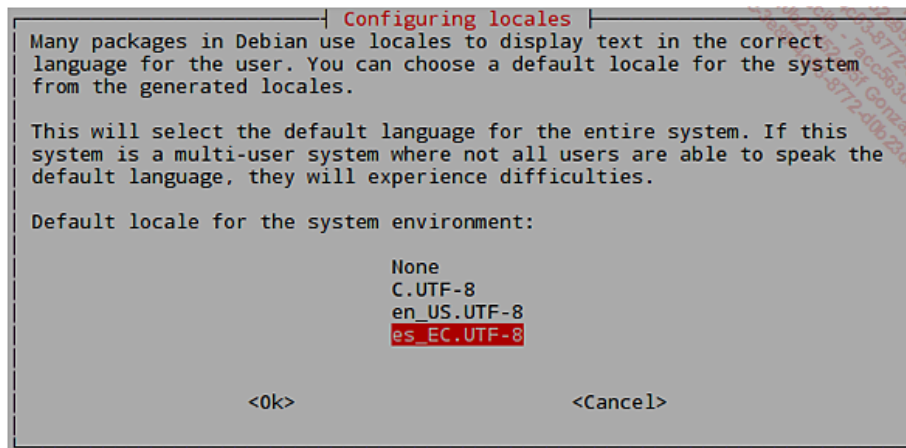 Configuring locales
Many packages in Debian use locales to display text in the correct
language for the user. You can choose a default locale for the system
from the generated locales.
This will select the default language for the entire system. If this
system is a multi-user system where not all users are able to speak the
default language, they will experience difficulties.
Default locale for the system environment:
None
C.UTF-8
en_US.UTF-8
es_EC.UTF-8
<Ok> <Cancel>